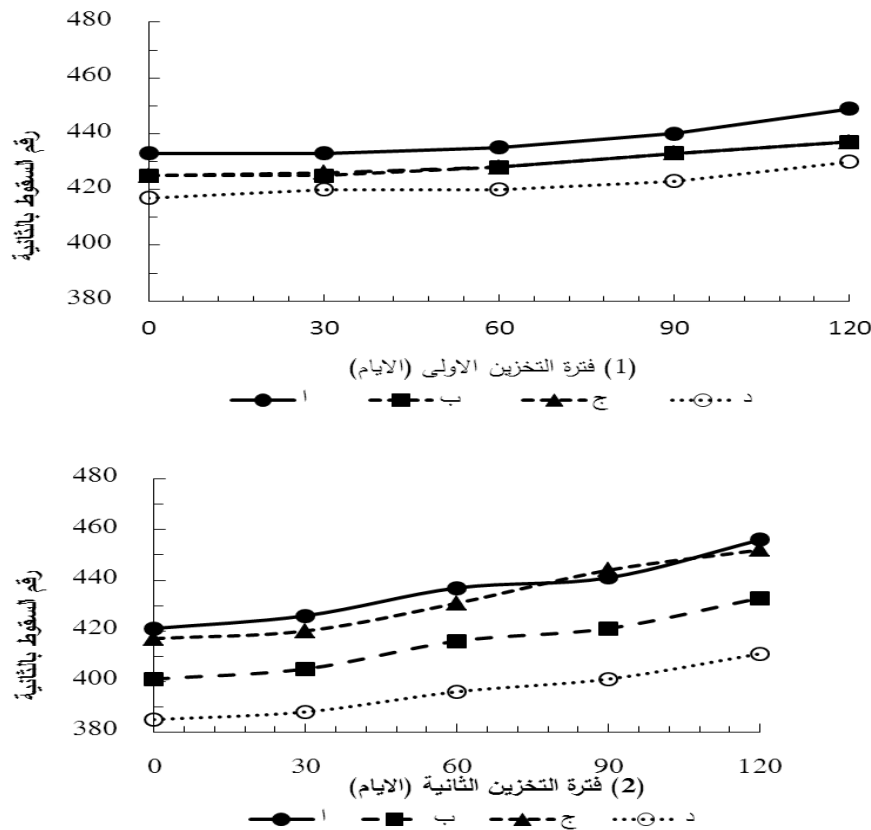 480
460
440
420
400
380
رقم السقوط بالثانية
0 30 60 90 120
(1) فترة التخزين الاولى (الايام)
ا ب ج د
480
460
440
420
400
380
رقم السقوط بالثانية
0 30 60 90 120
(2) فترة التخزين الثانية (الايام)
ا ب ج د